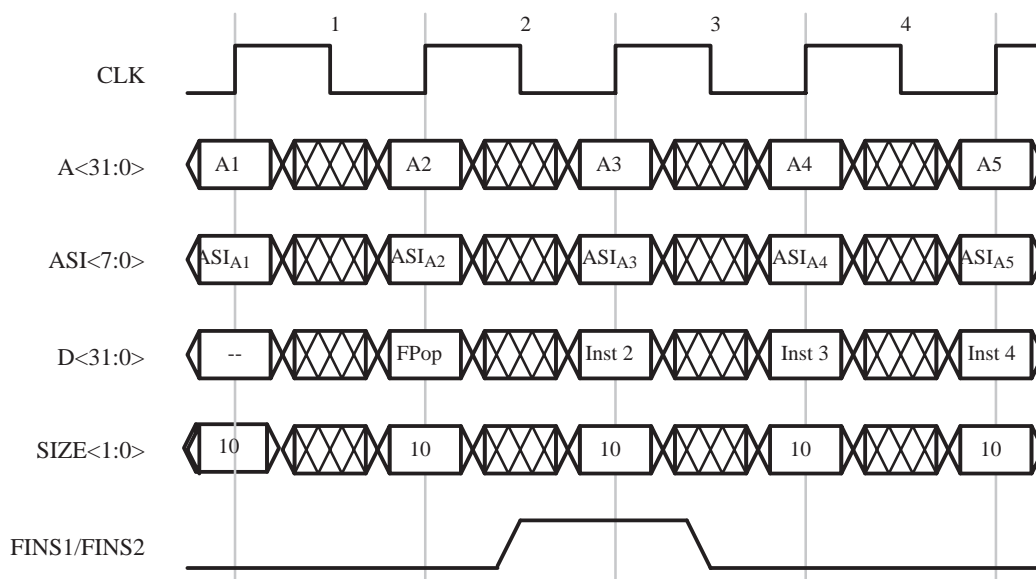 1 2 3 4
CLK
A<31:0> A1 A2 A3 A4 A5
ASI<7:0> ASIA1 ASIA2 ASIA3 ASIA4 ASIA5
D<31:0> -- FPop Inst 2 Inst 3 Inst 4
SIZE<1:0> 10 10 10 10 10
FINS1/FINS2